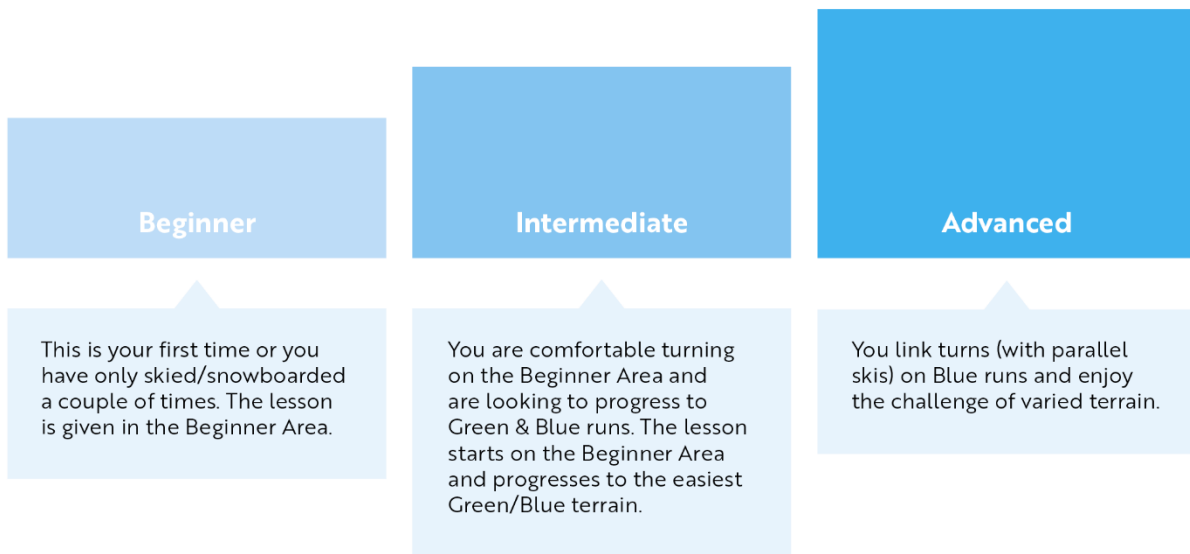 Beginner
Intermediate
Advanced
This is your first time or you
have only skied/snowboarded
a couple of times. The lesson
is given in the Beginner Area.
You are comfortable turning
on the Beginner Area and
are looking to progress to
Green & Blue runs. The lesson
starts on the Beginner Area
and progresses to the easiest
Green/Blue terrain.
You link turns (with parallel
skis) on Blue runs and enjoy
the challenge of varied terrain.